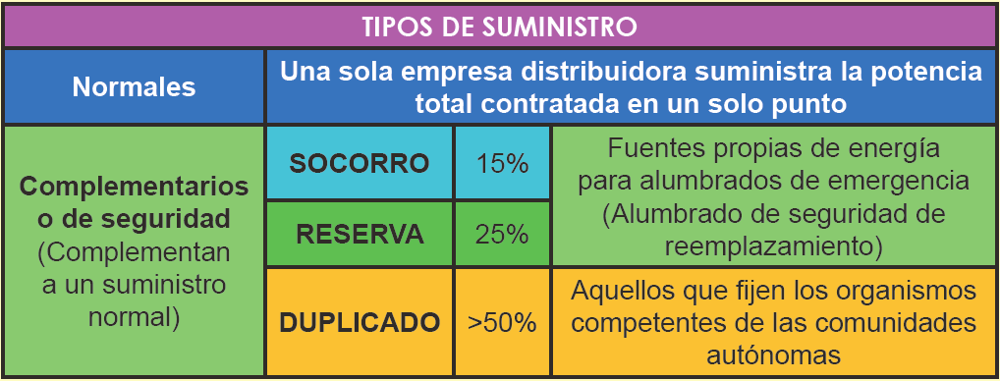 TIPOS DE SUMINISTRO
Normales
Una sola empresa distribuidora suministra la potencia
total contratada en un solo punto
Complementarios
o de seguridad
(Complementan
a un suministro
normal)
SOCORRO
15%
Fuentes propias de energía
para alumbrados de emergencia
(Alumbrado de seguridad de
reemplazamiento)
RESERVA
25%
DUPLICADO
>50%
Aquellos que fijen los organismos
competentes de las comunidades
autónomas